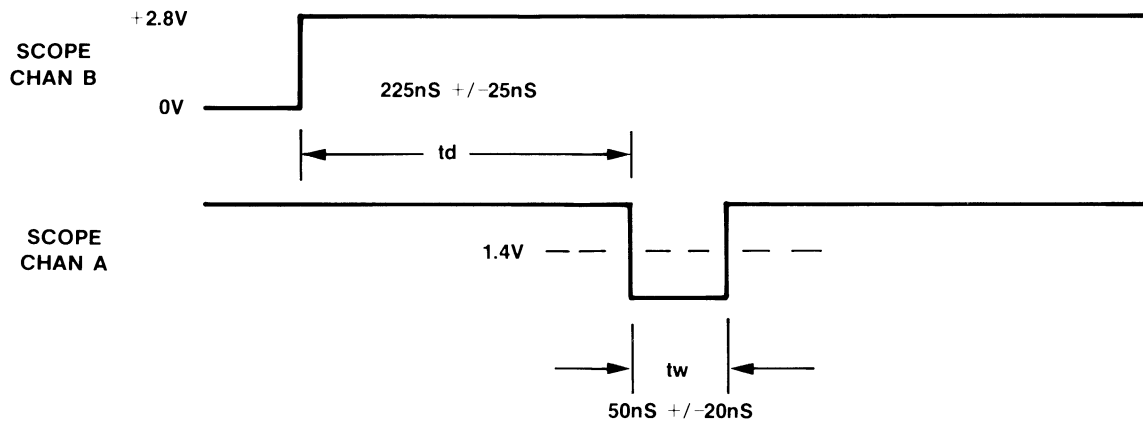 +2.8V
SCOPE
CHAN B
0V
225nS +/-25nS
td
SCOPE
CHAN A
1.4V
tw
50nS +/-20nS